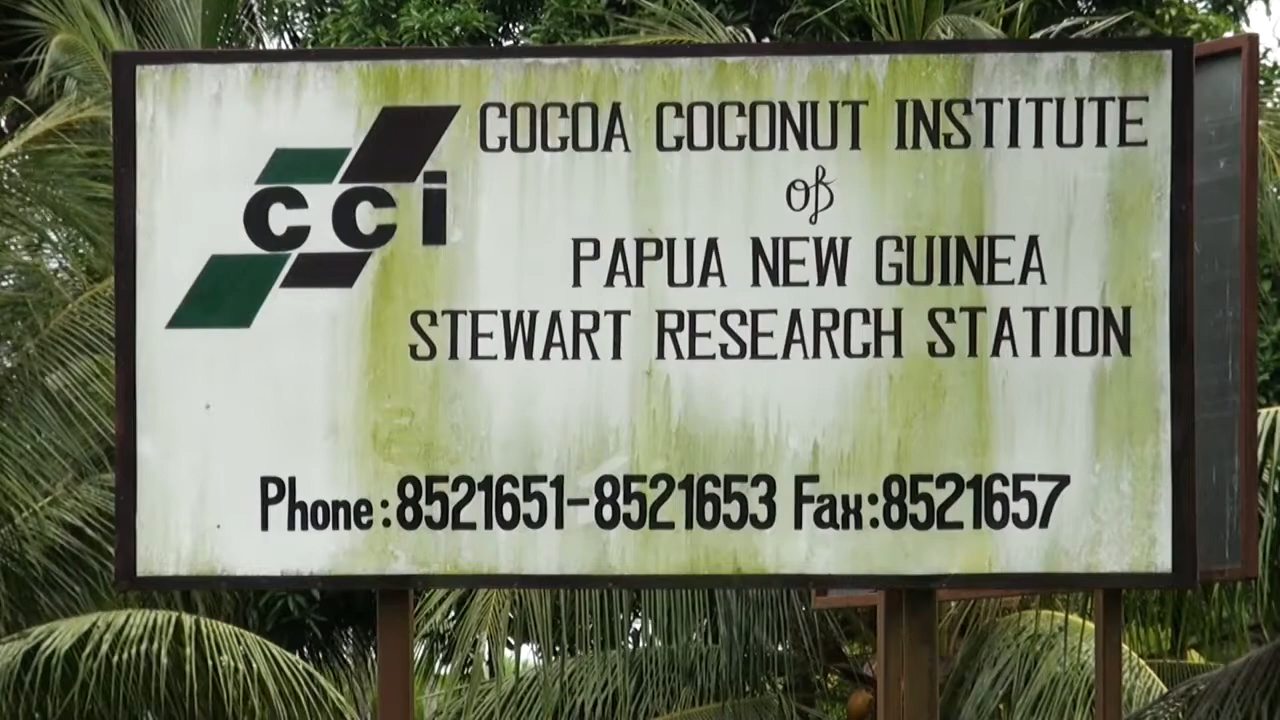 cci
COCOA COCONUT INSTITUTE
of
PAPUA NEW GUINEA
STEWART RESEARCH STATION
Phone:8521651-8521653 Fax:8521657